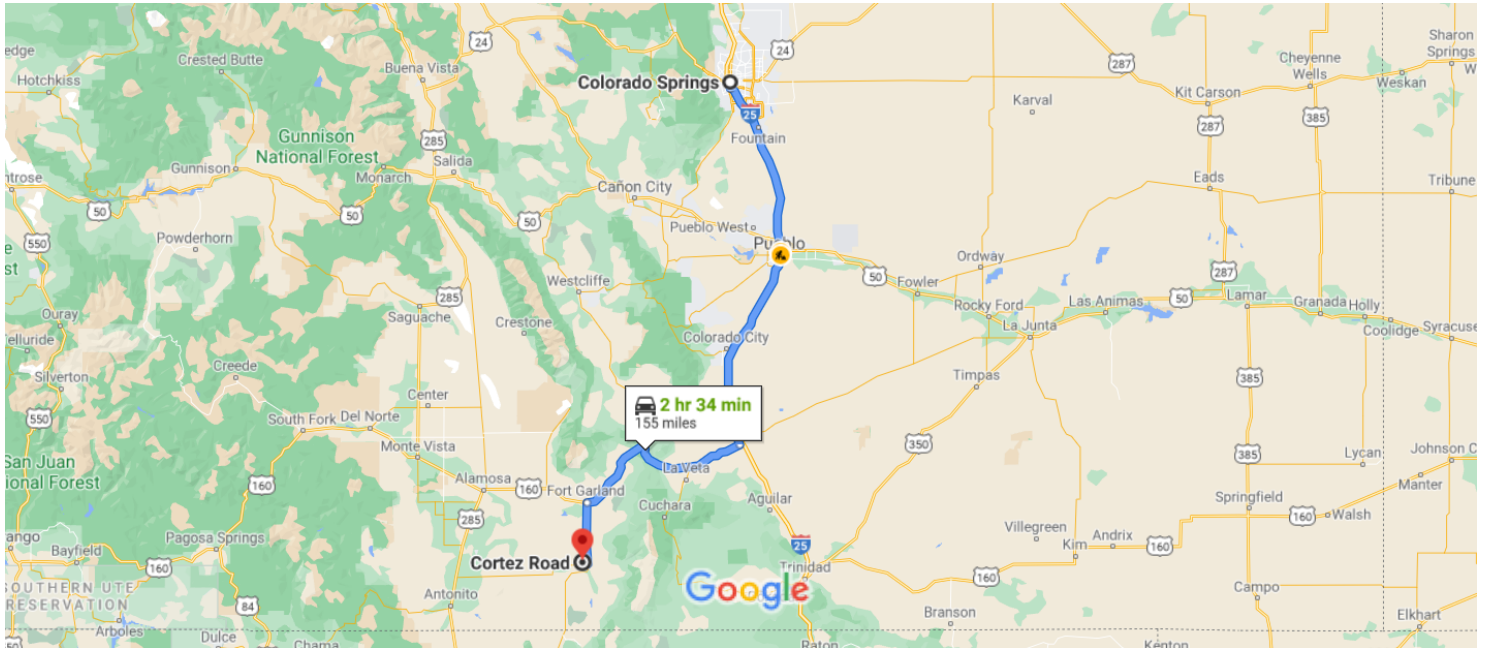 edge
Crested Butte
24
24
Sharon
Springs
W
Hotchkiss
Buena Vista
Colorado Springs
287
Cheyenne
Wells
Weskan
Kit Carson
Karval
25
Fountain
287
385
Gunnison
National Forest
285
Salida
Gunnison
Monarch
ntrose
Eads
Tribune
50
50
50
Cañon City
Pueblo West
Pueblo
550
st
Powderhorn
Ordway
287
50
Fowler
Westcliffe
285
Saguache
Rocky Ford
Las Animas
50
Lamar
Granada
Holly
Ouray
Crestone
La Junta
Coolidge
Syracuse
elluride
Colorado City
Silverton
Creede
Timpas
385
Center
2 hr 34 min
155 miles
550
South Fork
Del Norte
Monte Vista
350
385
Lycan
Johnson C
San Juan
ional Forest
La Veta
160
Alamosa
160
Fort Garland
Cuchara
Aguilar
Springfield
Manter
285
160
Walsh
ango
Bayfield
Pagosa Springs
160
Cortez Road
25
Trinidad
Villegreen
Andrix
Kim
160
160
Google
SOUTHERN UTE
RESERVATION
84
Antonito
Campo
Branson
Elkhart
Arboles
Dulce
Chama
Raton
Kenton